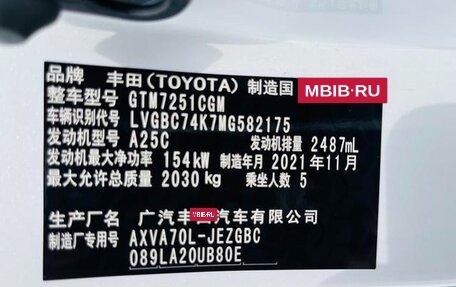 品牌 丰田(TOYOTA) 制造国
MBIB.RU
整车型号 GTM7251CGM
车辆识别代号 LVGBC74K7MG582175
发动机型号 A25C 发动机排量 2487mL
发动机最大净功率 154kW 制造年月 2021年11月
最大允许总质量 2030kg 乘坐人数 5
生产厂名 广汽丰田汽车有限公司
MBIB.RU
制造厂专用号 AXVA70L-JEZGBC
089LA20UB80E